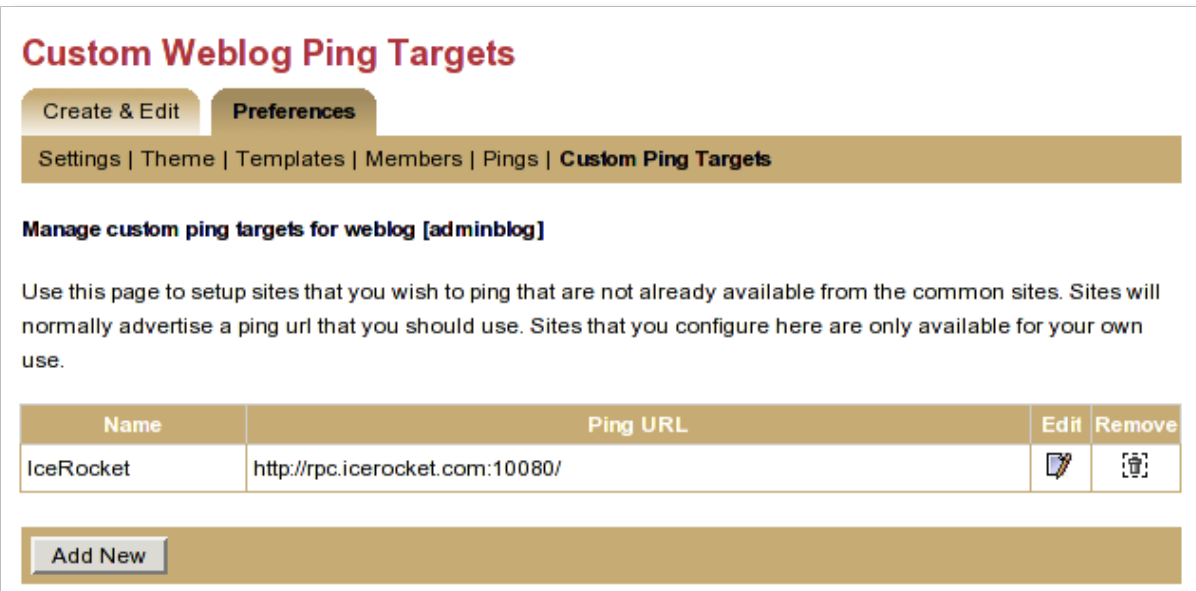 Custom Weblog Ping Targets
Create & Edit Preferences
Settings | Theme | Templates | Members | Pings | Custom Ping Targets
Manage custom ping targets for weblog [adminblog]
Use this page to setup sites that you wish to ping that are not already available from the common sites. Sites will
normally advertise a ping url that you should use. Sites that you configure here are only available for your own
use.
Name Ping URL Edit Remove
IceRocket http://rpc.icerocket.com:10080/
Add New